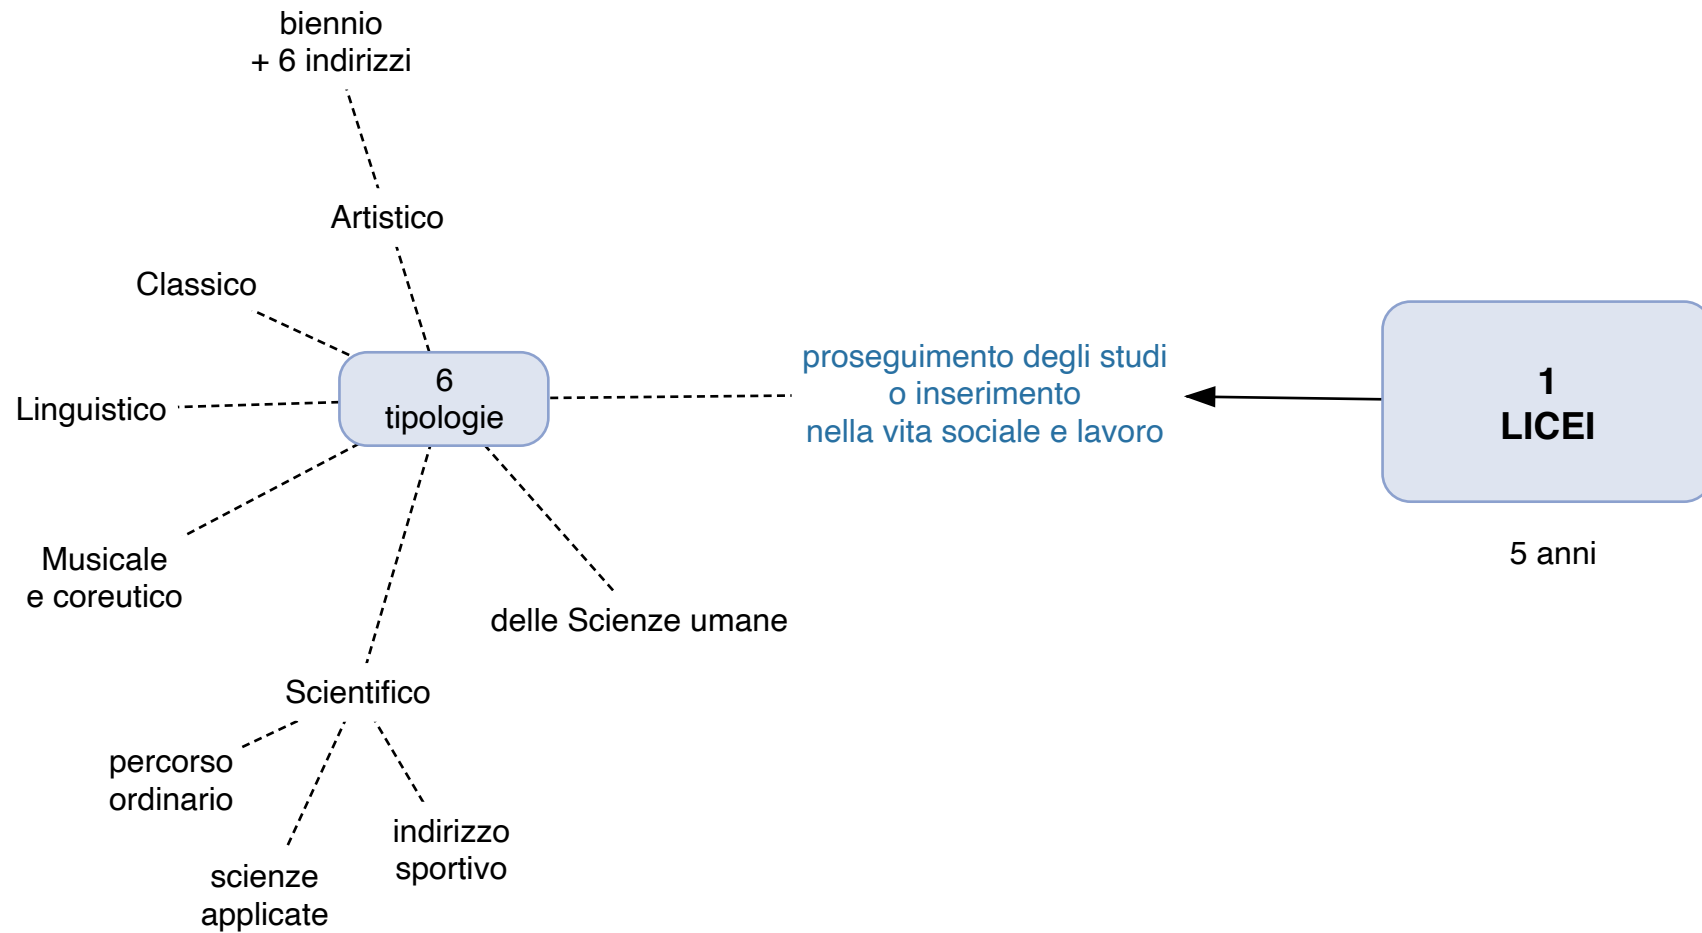 biennio
+ 6 indirizzi
Artistico
Classico
Linguistico
6
tipologie
proseguimento degli studi
o inserimento
nella vita sociale e lavoro
1
LICEI
5 anni
Musicale
e coreutico
delle Scienze umane
Scientifico
percorso
ordinario
scienze
applicate
indirizzo
sportivo